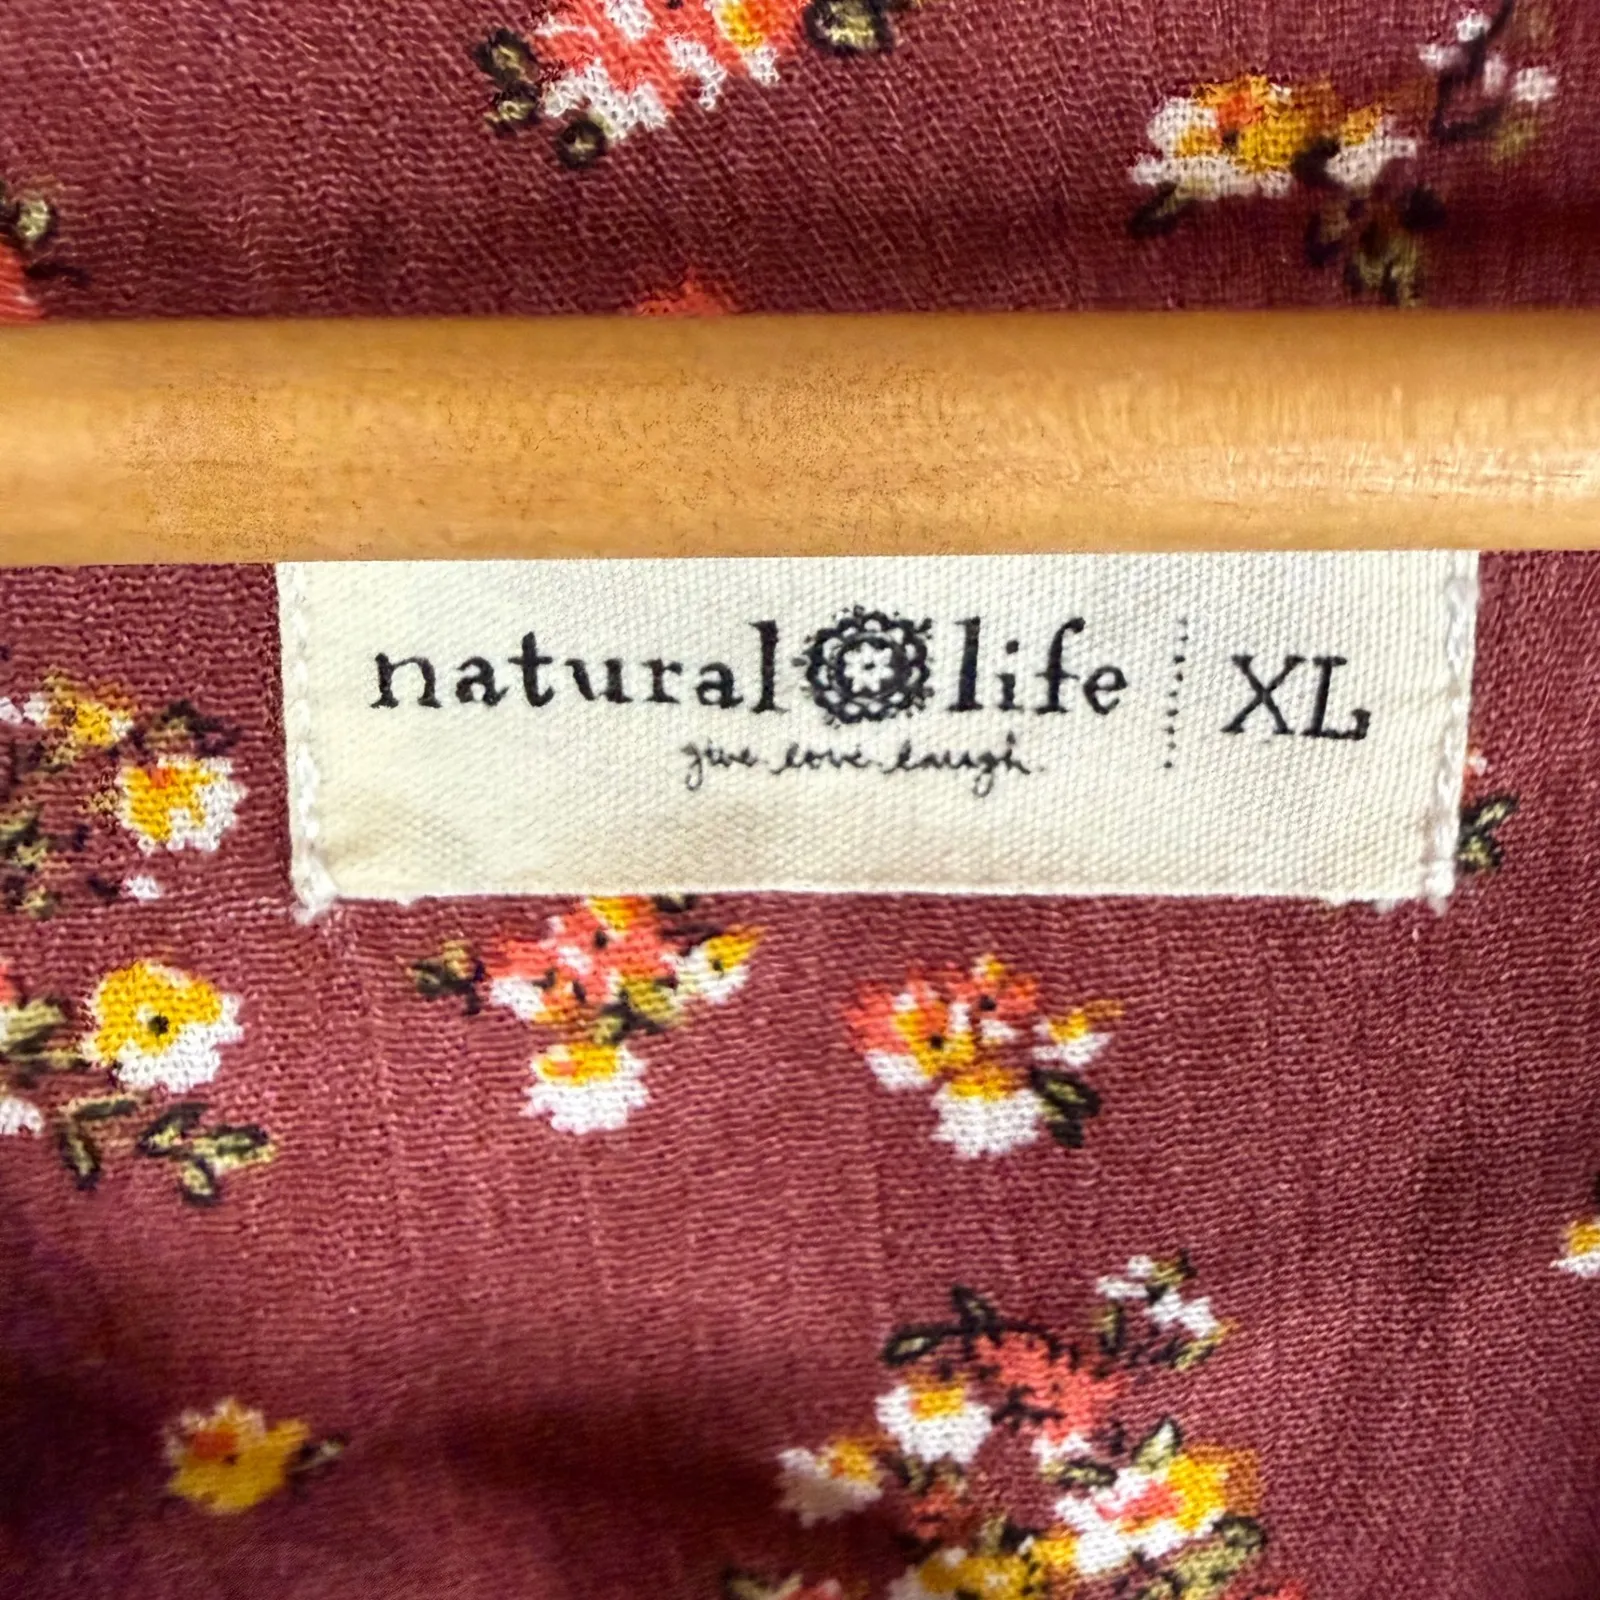 natural life XL
give. love. laugh.